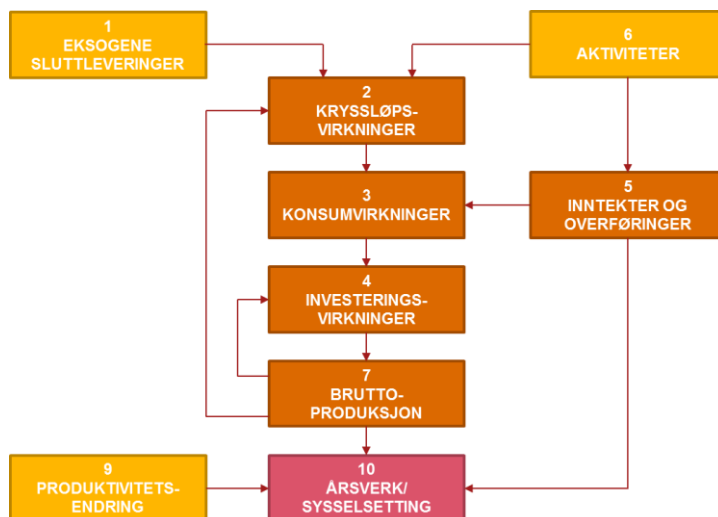 1
EKSOGENE
SLUTTLEVERINGER
6
AKTIVITETER
2
KRYSSLØPS-
VIRKNINGER
3
KONSUMVIRKNINGER
5
INNTEKTER OG
OVERFØRINGER
4
INVESTERINGS-
VIRKNINGER
7
BRUTTO-
PRODUKSJON
9
PRODUKTIVITETS-
ENDRING
10
ÅRSVERK/
SYSSELSETTING